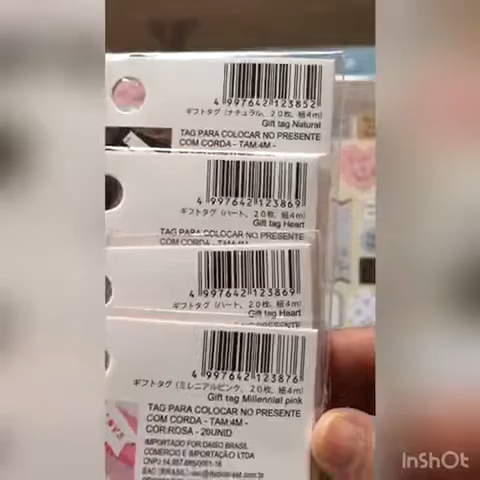 4 997642 123852
ギフトタグ (ナチュラル、20枚、紐4m)
Gift tag Natural
TAG PARA COLOCAR NO PRESENTE
COM CORDA - TAM:4M -
4 997642 123869
ギフトタグ (ハート、20枚、紐4m)
Gift tag Heart
TAG PARA COLOCAR NO PRESENTE
COM CORDA - TAM:4M
4 997642 123869
ギフトタグ (ハート、20枚、紐4m)
Gift tag Heart
4 997642 123876
ギフトタグ (ミレニアルピンク、20枚、紐4m)
Gift tag Millennial pink
TAG PARA COLOCAR NO PRESENTE
COM CORDA - TAM:4M -
CÓR:ROSA - 20UNID
IMPORTADO POR:DAISO BRASIL
COMERCIO E IMPORTAÇÃO LTDA
InShOt